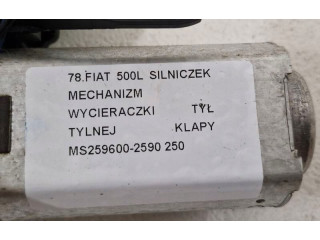 78.FIAT 500L SILNICZEK
MECHANIZM
WYCIERACZKI TYŁ
TYLNEJ KLAPY
MS259600-2590 250